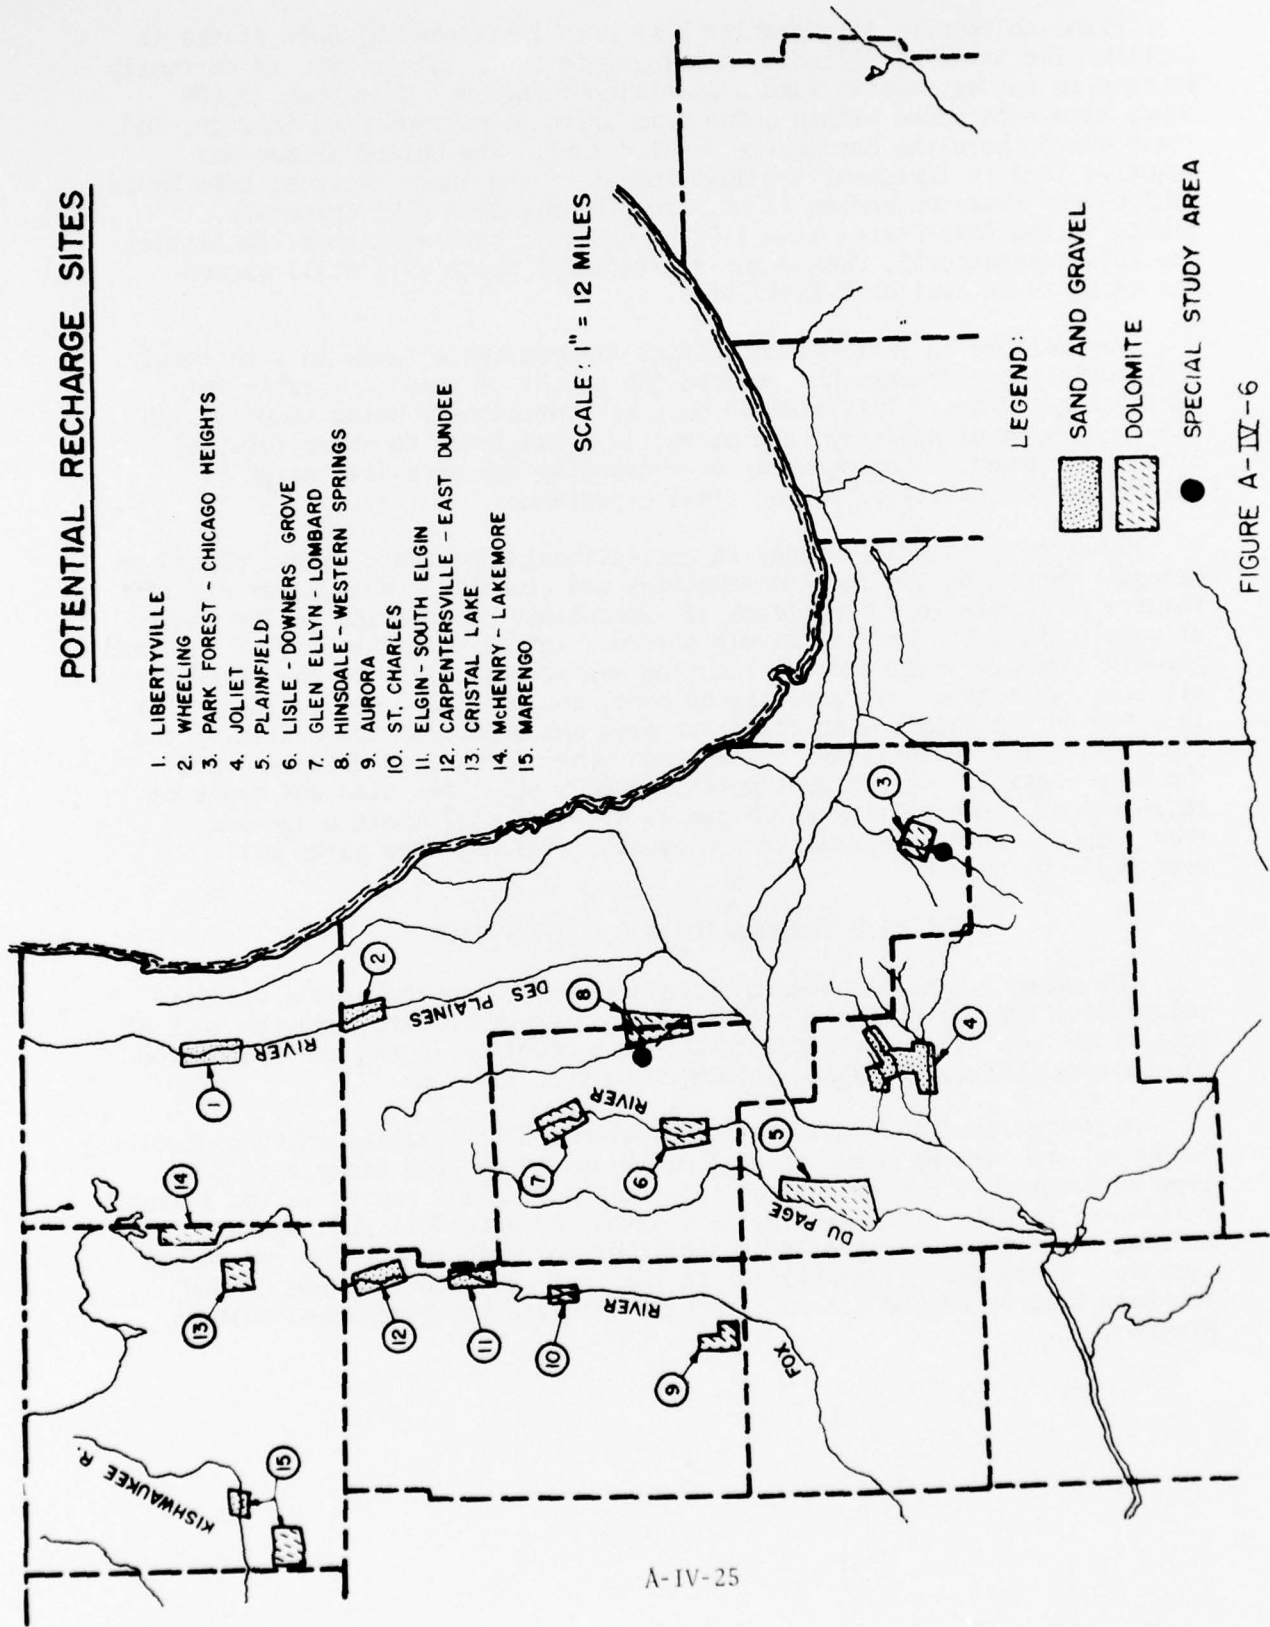 POTENTIAL RECHARGE SITES
1. LIBERTYVILLE
2. WHEELING
3. PARK FOREST - CHICAGO HEIGHTS
4. JOLIET
5. PLAINFIELD
6. LISLE - DOWNERS GROVE
7. GLEN ELLYN - LOMBARD
8. HINSDALE - WESTERN SPRINGS
9. AURORA
10. ST. CHARLES
11. ELGIN - SOUTH ELGIN
12. CARPENTERSVILLE - EAST DUNDEE
13 CRISTAL LAKE
14. McHENRY - LAKEMORE
15. MARENGO
SCALE: 1" = 12 MILES
KISHWAUKEE R.
15
14
13
1
RIVER
2
DES PLAINES
12
11
10
RIVER
FOX
9
7
RIVER
6
8
5
DU PAGE
4
3
LEGEND:
SAND AND GRAVEL
DOLOMITE
SPECIAL STUDY AREA
FIGURE A-IV-6
A-IV-25